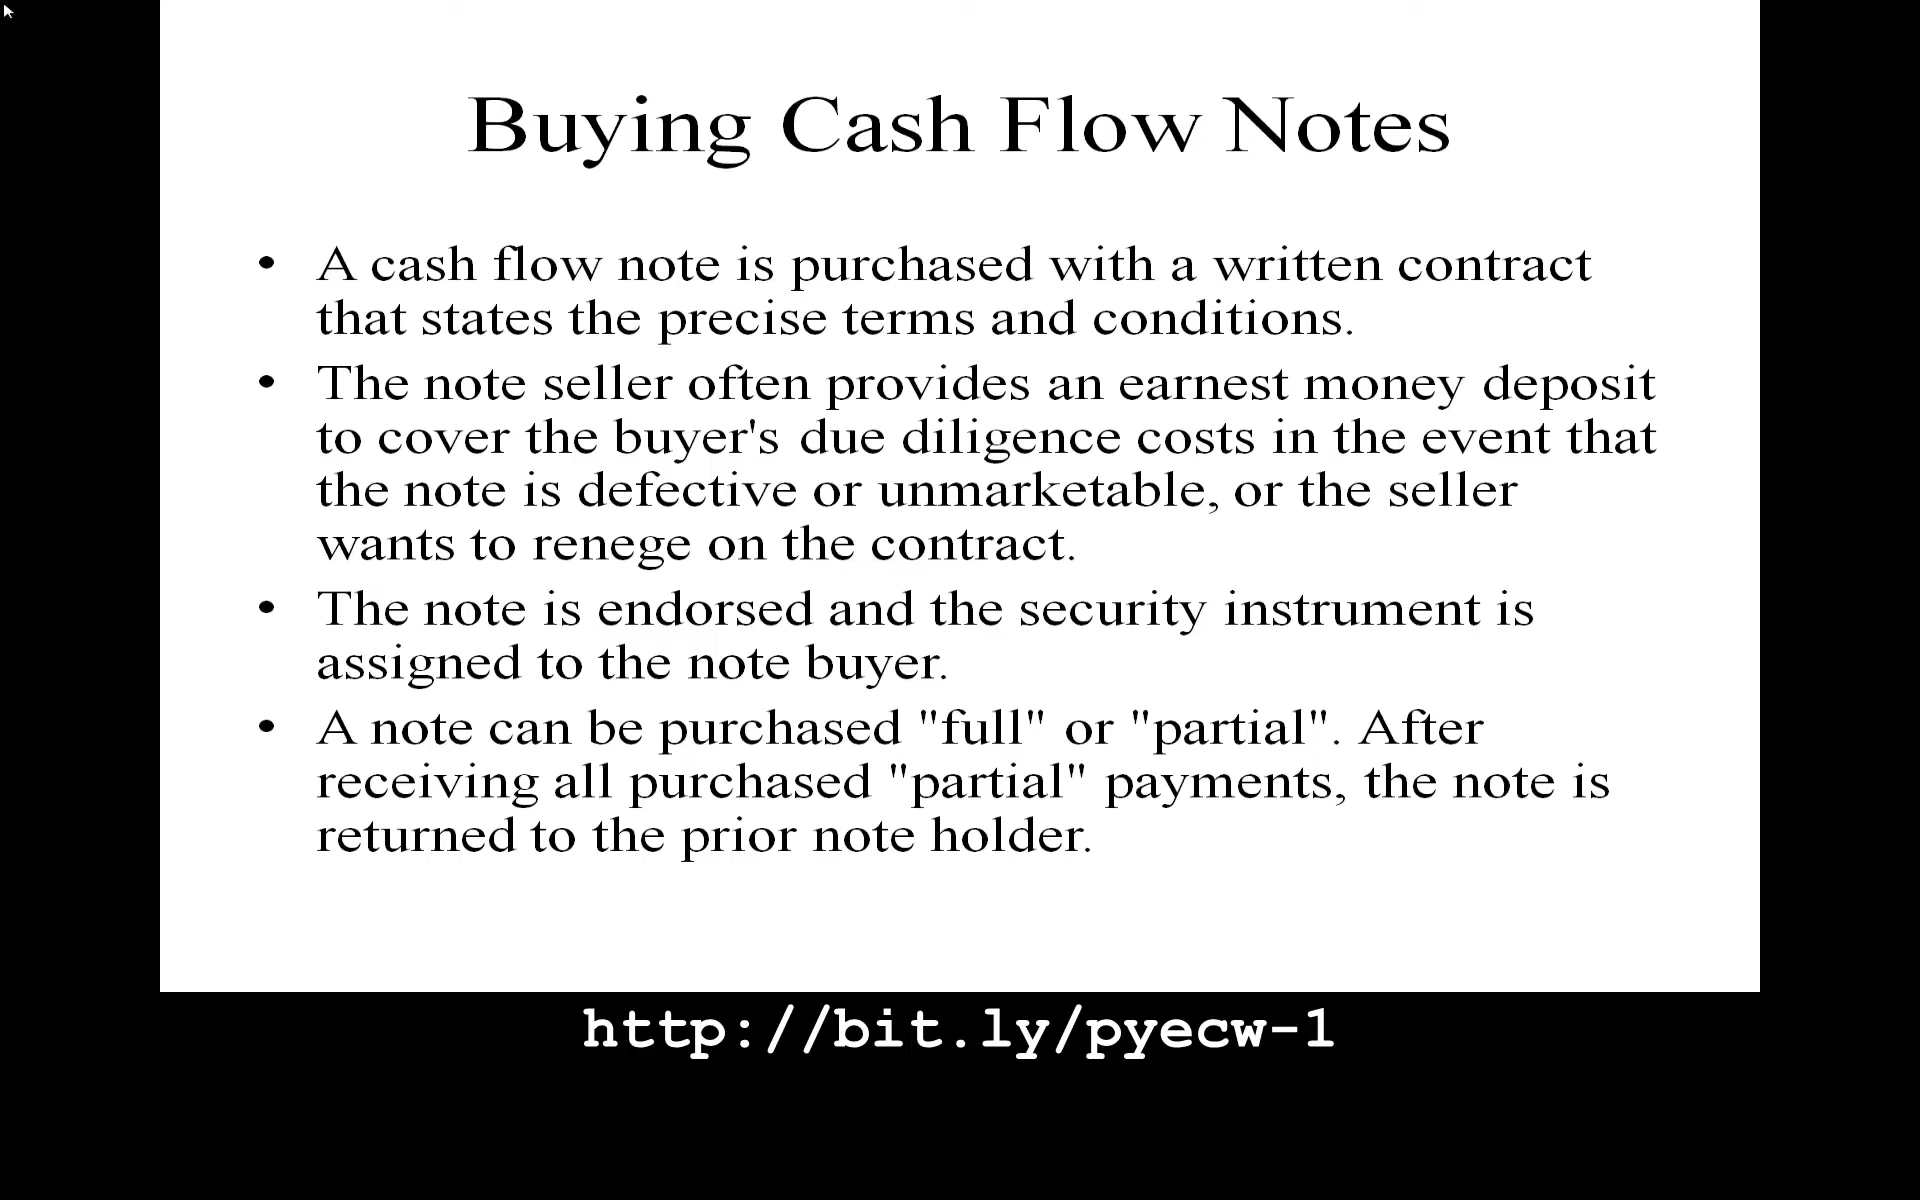 Buying Cash Flow Notes
• A cash flow note is purchased with a written contract
that states the precise terms and conditions.
• The note seller often provides an earnest money deposit
to cover the buyer's due diligence costs in the event that
the note is defective or unmarketable, or the seller
wants to renege on the contract.
• The note is endorsed and the security instrument is
assigned to the note buyer.
• A note can be purchased "full" or "partial". After
receiving all purchased "partial" payments, the note is
returned to the prior note holder.
http://bit.ly/pyecw-1